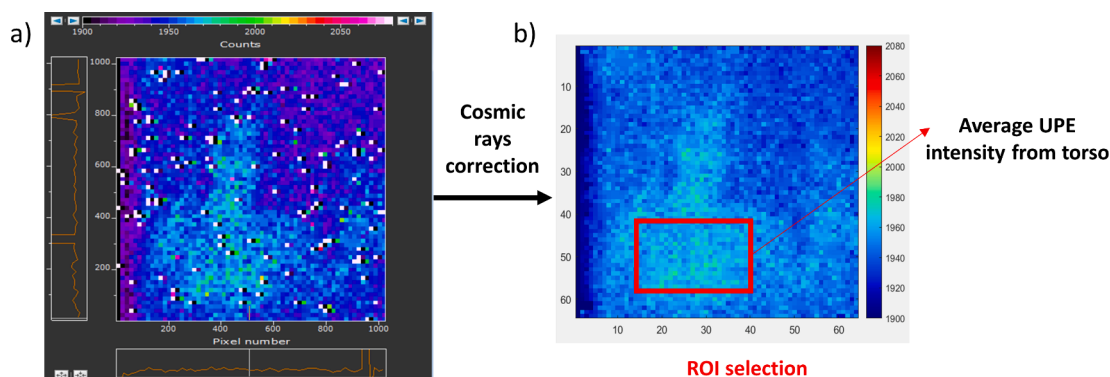 a)
1900 1950 2000 2050
Counts
1000
800
600
400
200
200 400 600 800 1000
Pixel number
Cosmic
rays
correction
b)
10
20
30
40
50
60
10 20 30 40 50 60
2080
2060
2040
2020
2000
1980
1960
1940
1920
1900
ROI selection
Average UPE
intensity from torso